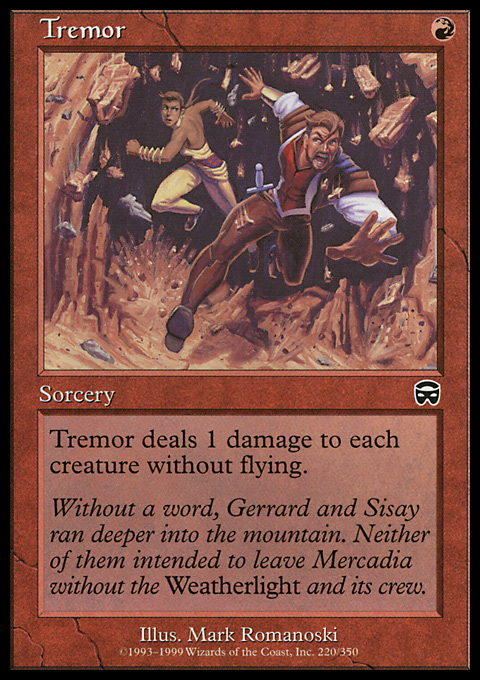 Tremor
Sorcery
Tremor deals 1 damage to each
creature without flying.
Without a word, Gerrard and Sisay
ran deeper into the mountain. Neither
of them intended to leave Mercadia
without the Weatherlight and its crew.
Illus. Mark Romanoski
©1993–1999 Wizards of the Coast, Inc. 220/350